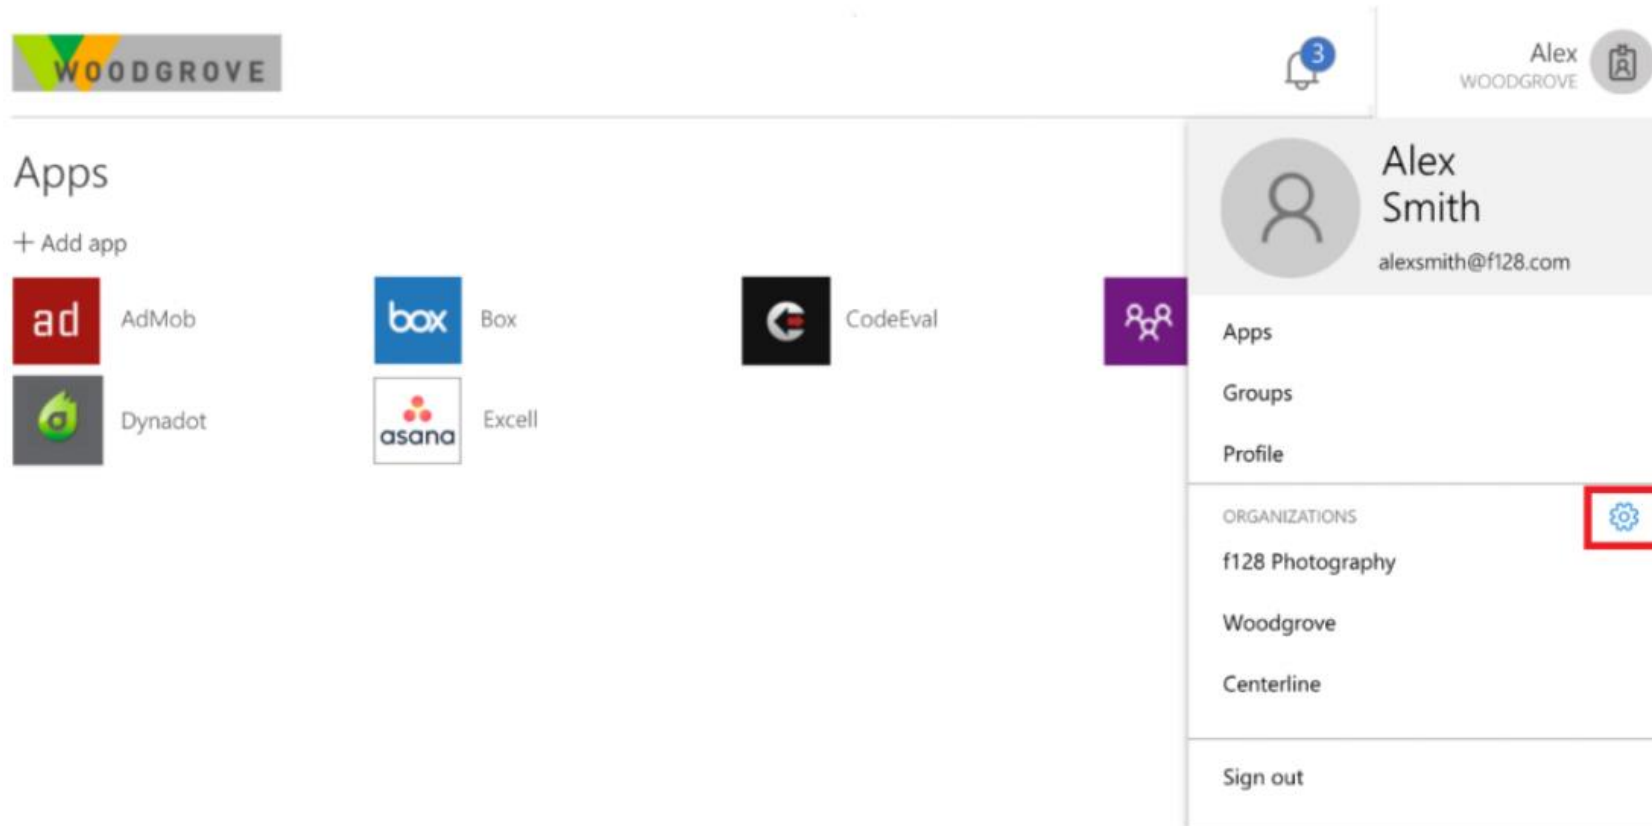 WOODGROVE
3
Alex
WOODGROVE
Apps
+ Add app
ad AdMob
box Box
CodeEval
Dynadot
asana Excell
Alex
Smith
alexsmith@f128.com
Apps
Groups
Profile
ORGANIZATIONS
f128 Photography
Woodgrove
Centerline
Sign out